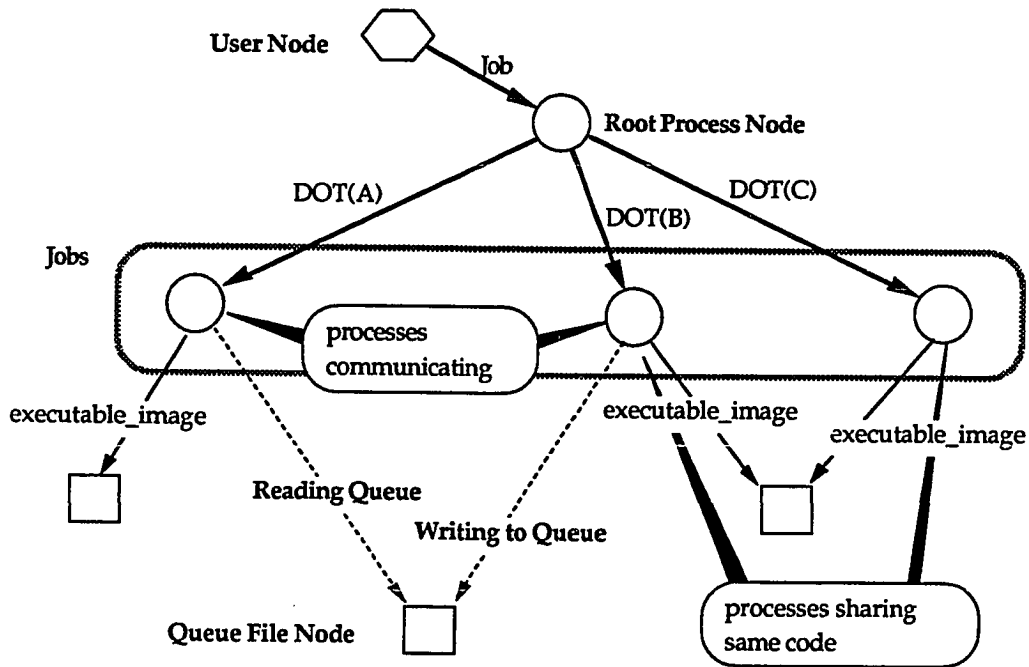 User Node
Job
Root Process Node
DOT(A)
DOT(B)
DOT(C)
Jobs
processes
communicating
executable_image
executable_image
executable_image
Reading Queue
Writing to Queue
processes sharing
same code
Queue File Node